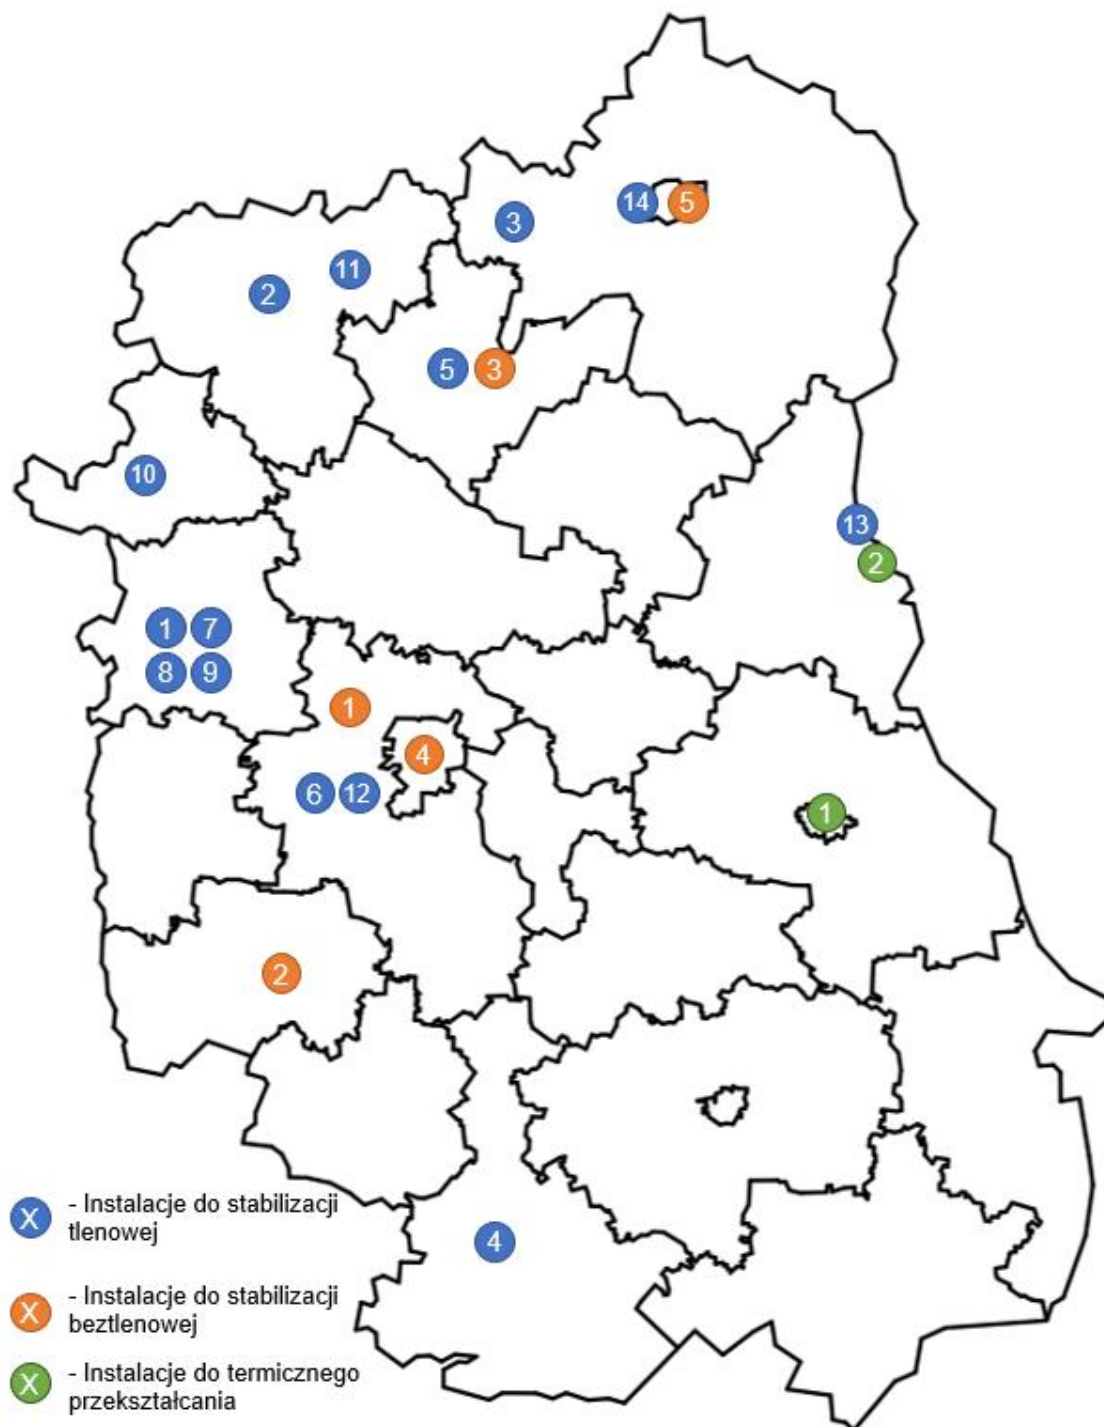 14 5
3
11
2
5 3
10
13
2
1 7
8 9
1
4
6 12
1
2
4
X - Instalacje do stabilizacji
tlenowej
X - Instalacje do stabilizacji
beztlenowej
X - Instalacje do termicznego
przekształcania